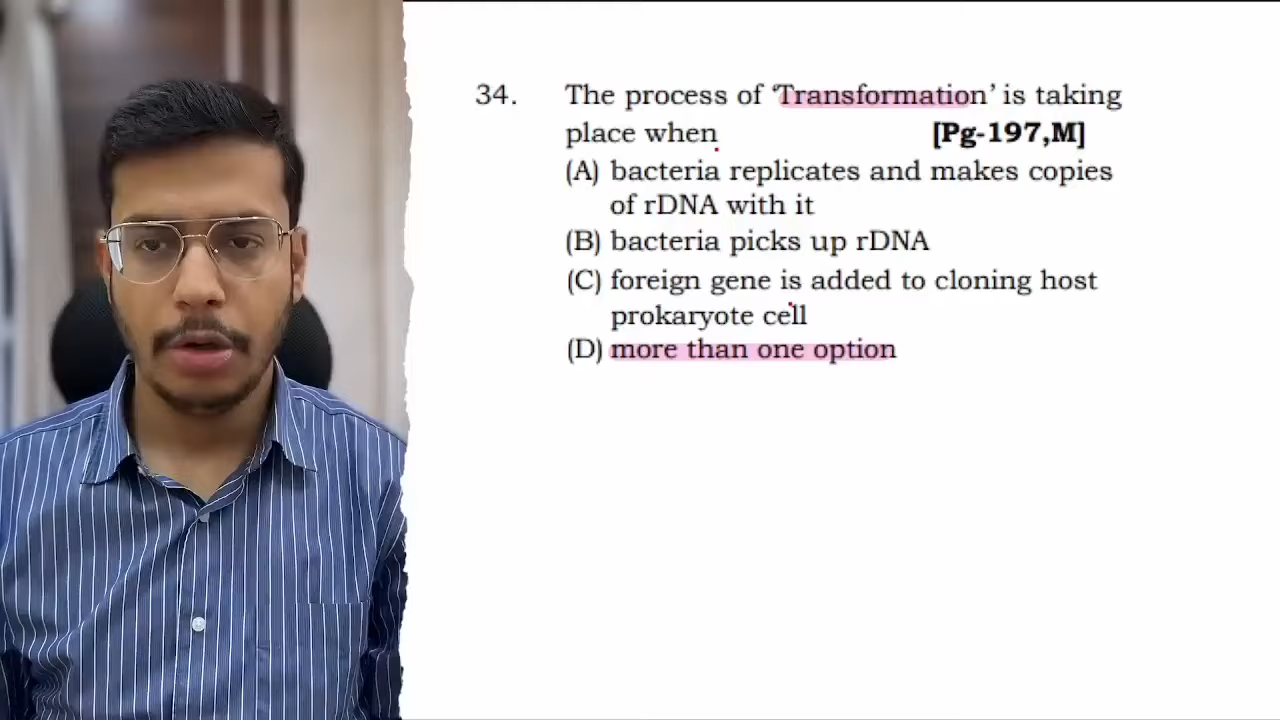 34. The process of ‘Transformation’ is taking
place when [Pg-197,M]
(A) bacteria replicates and makes copies
of rDNA with it
(B) bacteria picks up rDNA
(C) foreign gene is added to cloning host
prokaryote cell
(D) more than one option